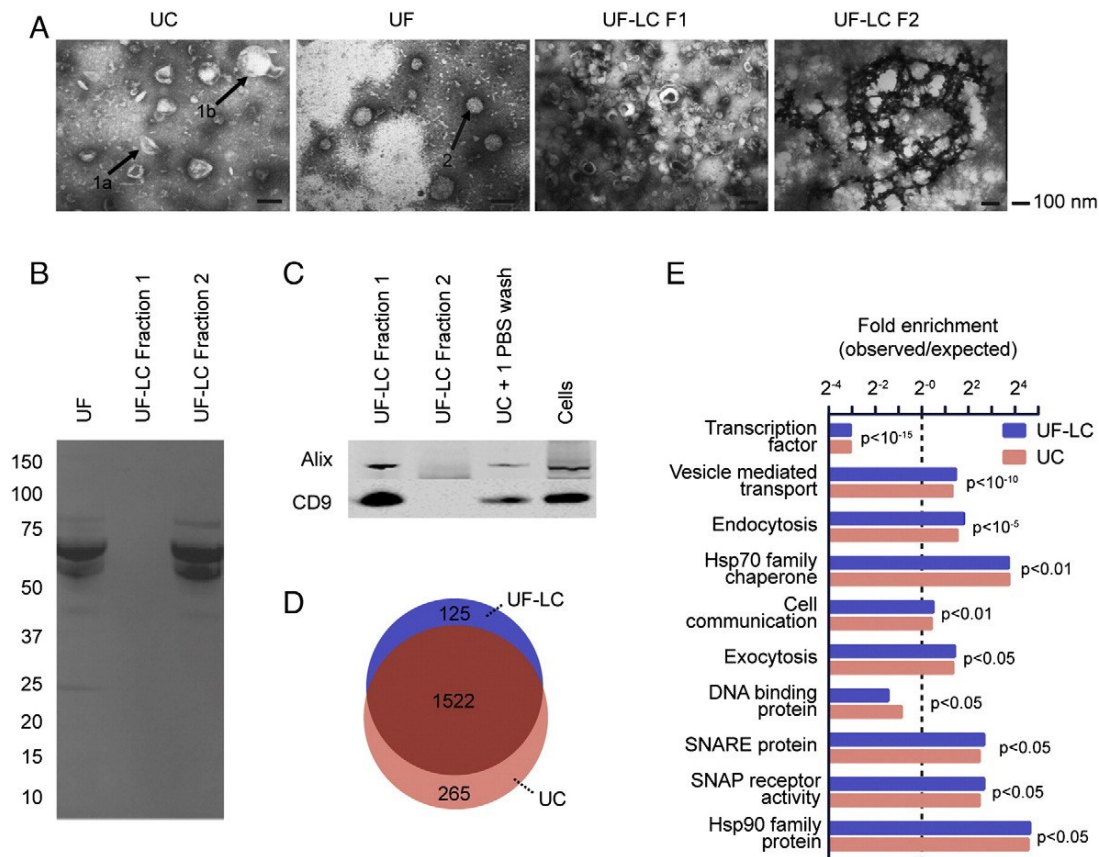 A
UC
UF
UF-LC F1
UF-LC F2
1b
1a
2
100 nm
B
UF
UF-LC Fraction 1
UF-LC Fraction 2
150
100
75
50
37
25
20
15
10
C
UF-LC Fraction 1
UF-LC Fraction 2
UC + 1 PBS wash
Cells
Alix
CD9
D
UF-LC
125
1522
265
UC
E
Fold enrichment
(observed/expected)
2⁻⁴ 2⁻² 2⁻⁰ 2² 2⁴
UF-LC
UC
Transcription
factor
p<10⁻¹⁵
Vesicle mediated
transport
p<10⁻¹⁰
Endocytosis
p<10⁻⁵
Hsp70 family
chaperone
p<0.01
Cell
communication
p<0.01
Exocytosis
p<0.05
DNA binding
protein
p<0.05
SNARE protein
p<0.05
SNAP receptor
activity
p<0.05
Hsp90 family
protein
p<0.05